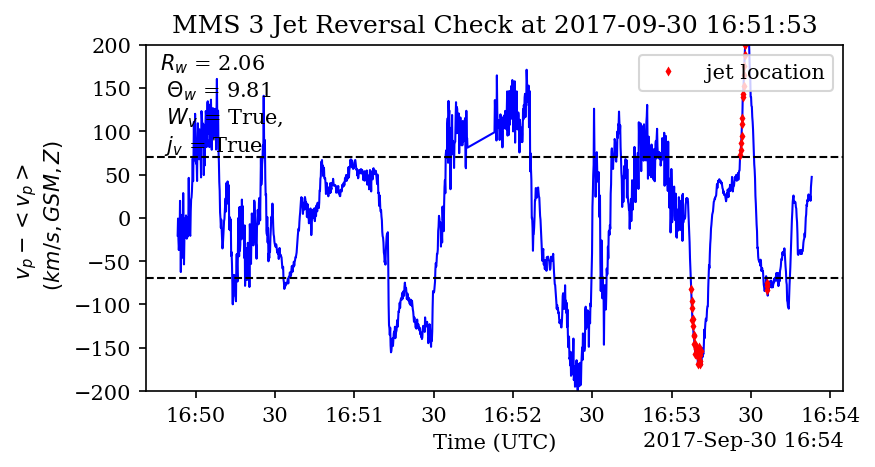 MMS 3 Jet Reversal Check at 2017-09-30 16:51:53
R_w = 2.06
Θ_w = 9.81
W_v = True,
j_v = True
jet location
v_p − < v_p >
(km/s, GSM, Z)
200
150
100
50
0
−50
−100
−150
−200
16:50 30 16:51 30 16:52 30 16:53 30 16:54
Time (UTC)
2017-Sep-30 16:54